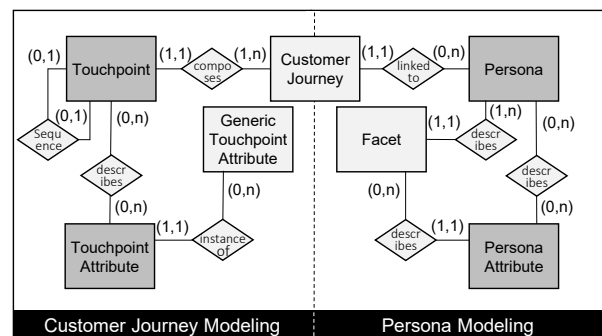 (0,1)
Touchpoint
(1,1)
compo
ses
(1,n)
Customer
Journey
(1,1)
linked
to
(0,n)
Persona
(0,1)
Sequ
ence
(0,n)
Generic
Touchpoint
Attribute
Facet
(1,1)
(1,n)
descr
ibes
(0,n)
descr
ibes
(0,n)
descr
ibes
(0,n)
(0,n)
(0,n)
(0,n)
Touchpoint
Attribute
(1,1)
instance
of
descr
ibes
(1,1)
Persona
Attribute
Customer Journey Modeling
Persona Modeling